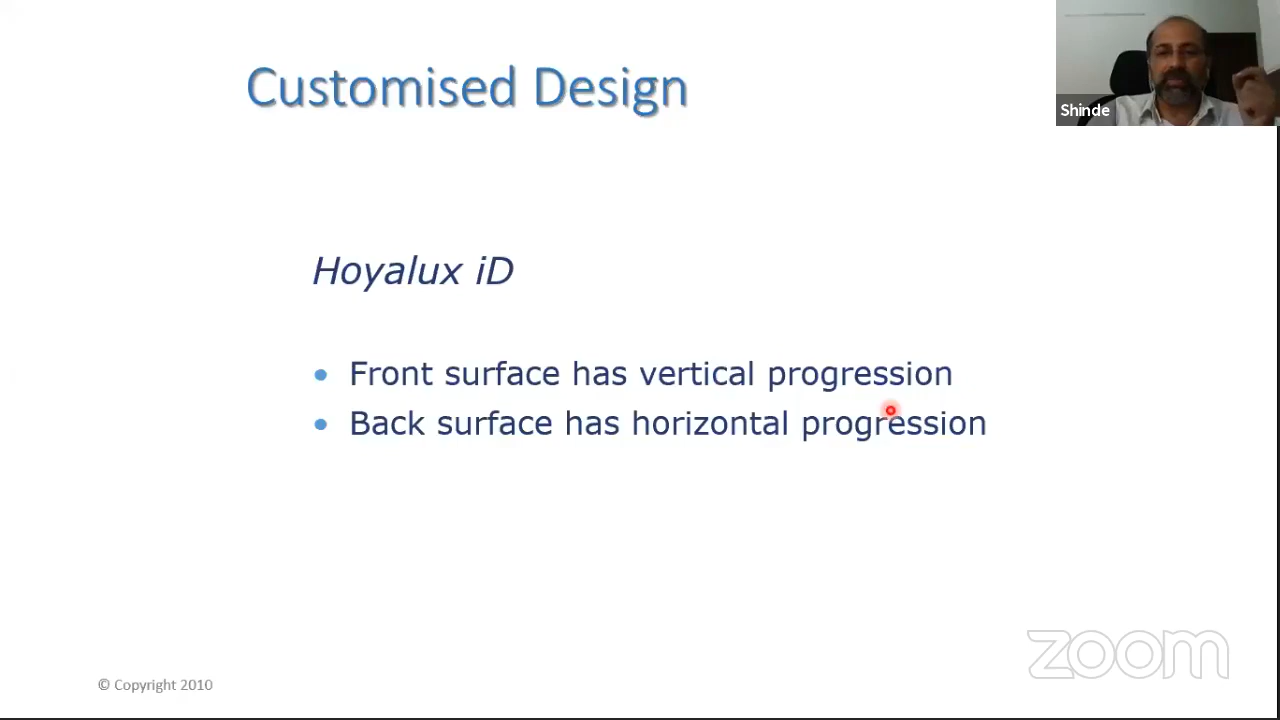 Customised Design
Shinde
Hoyalux iD
• Front surface has vertical progression
• Back surface has horizontal progression
zoom
© Copyright 2010